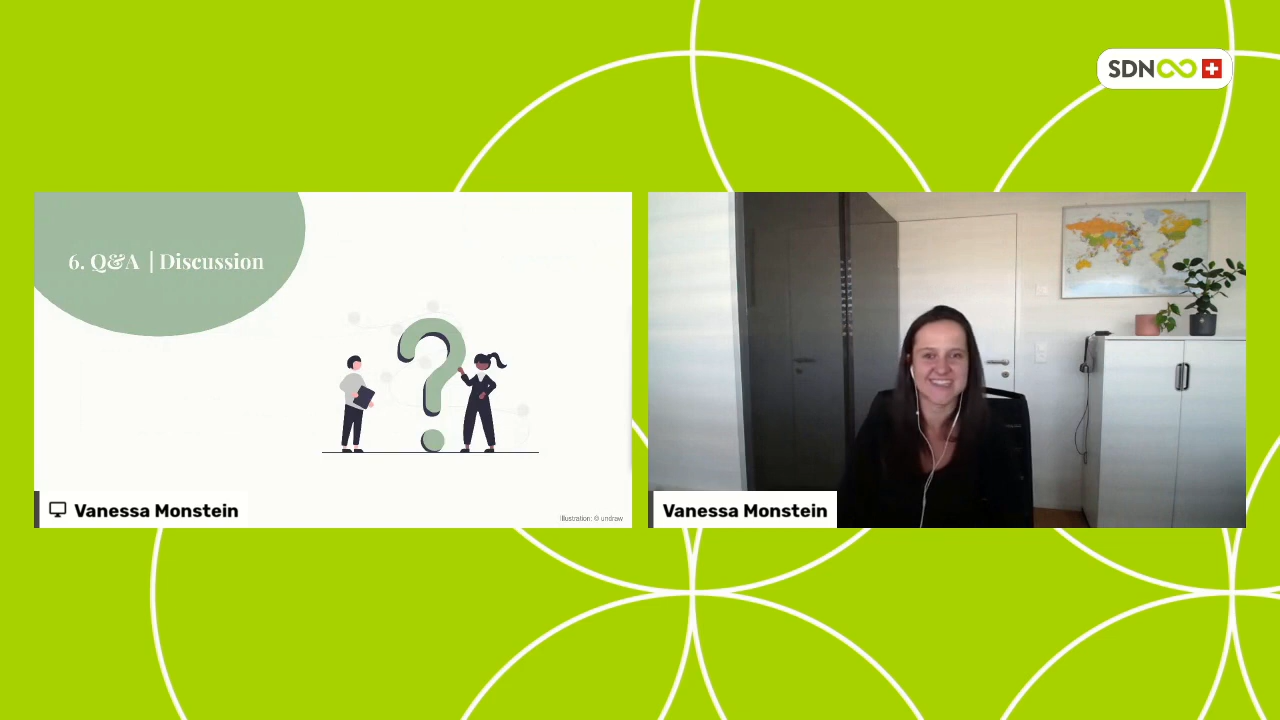 SDN
6. Q&A | Discussion
Vanessa Monstein
Illustration: © undraw
Vanessa Monstein